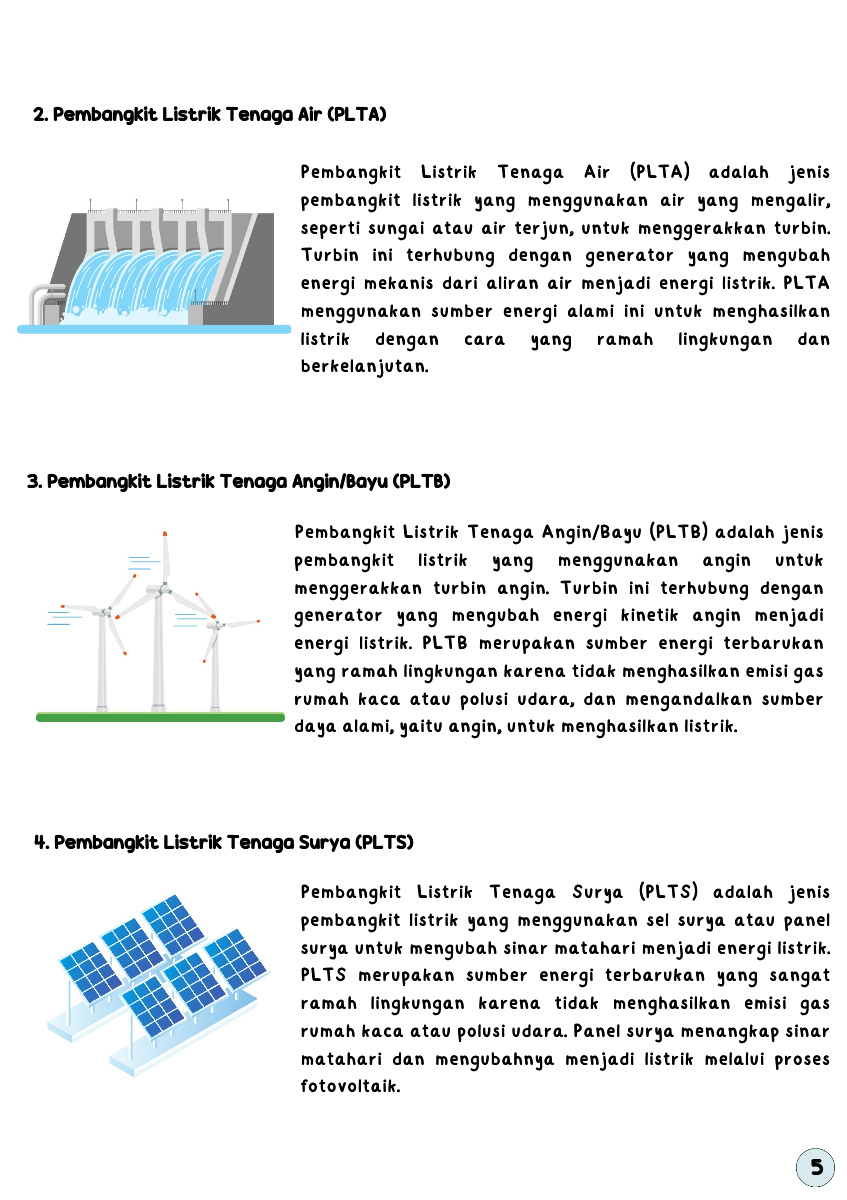 2. Pembangkit Listrik Tenaga Air (PLTA)
Pembangkit Listrik Tenaga Air (PLTA) adalah jenis
pembangkit listrik yang menggunakan air yang mengalir,
seperti sungai atau air terjun, untuk menggerakkan turbin.
Turbin ini terhubung dengan generator yang mengubah
energi mekanis dari aliran air menjadi energi listrik. PLTA
menggunakan sumber energi alami ini untuk menghasilkan
listrik dengan cara yang ramah lingkungan dan
berkelanjutan.
3. Pembangkit Listrik Tenaga Angin/Bayu (PLTB)
Pembangkit Listrik Tenaga Angin/Bayu (PLTB) adalah jenis
pembangkit listrik yang menggunakan angin untuk
menggerakkan turbin angin. Turbin ini terhubung dengan
generator yang mengubah energi kinetik angin menjadi
energi listrik. PLTB merupakan sumber energi terbarukan
yang ramah lingkungan karena tidak menghasilkan emisi gas
rumah kaca atau polusi udara, dan mengandalkan sumber
daya alami, yaitu angin, untuk menghasilkan listrik.
4. Pembangkit Listrik Tenaga Surya (PLTS)
Pembangkit Listrik Tenaga Surya (PLTS) adalah jenis
pembangkit listrik yang menggunakan sel surya atau panel
surya untuk mengubah sinar matahari menjadi energi listrik.
PLTS merupakan sumber energi terbarukan yang sangat
ramah lingkungan karena tidak menghasilkan emisi gas
rumah kaca atau polusi udara. Panel surya menangkap sinar
matahari dan mengubahnya menjadi listrik melalui proses
fotovoltaik.
5